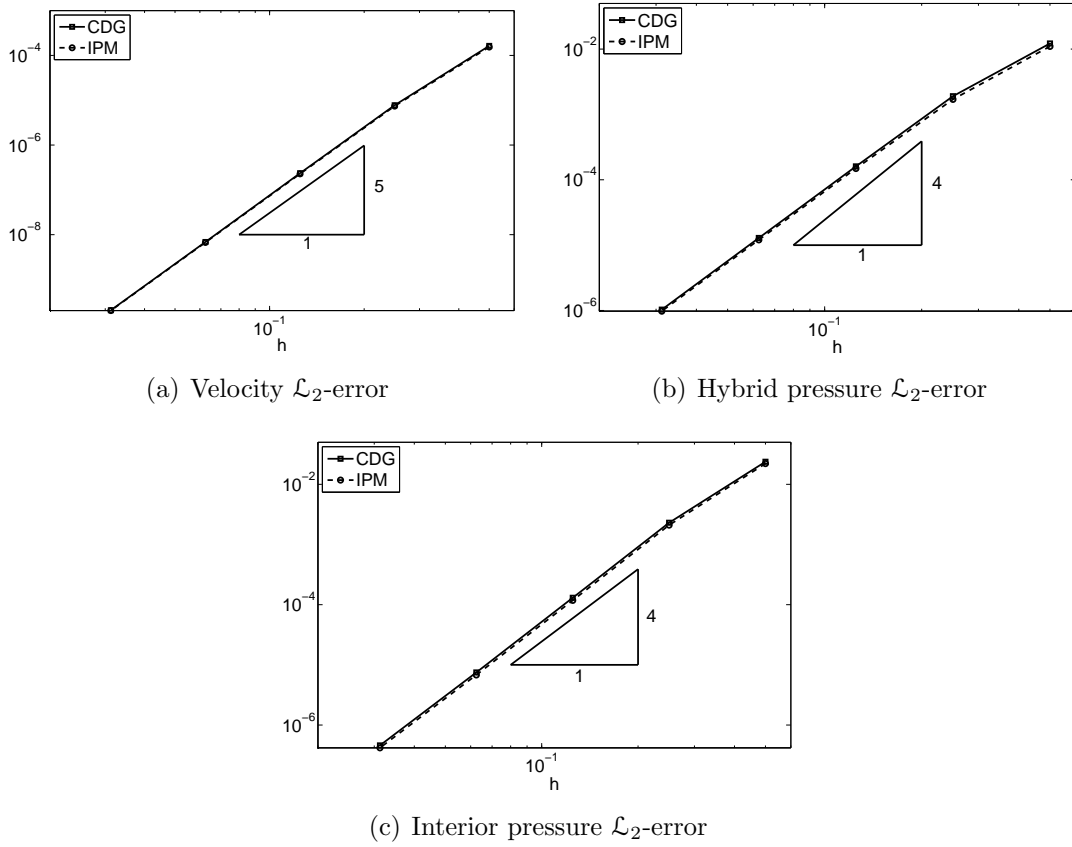 CDG
IPM
10⁻⁴
10⁻⁶
10⁻⁸
5
1
10⁻¹
h
(a) Velocity ℒ₂-error
CDG
IPM
10⁻²
10⁻⁴
10⁻⁶
4
1
10⁻¹
h
(b) Hybrid pressure ℒ₂-error
CDG
IPM
10⁻²
10⁻⁴
10⁻⁶
4
1
10⁻¹
h
(c) Interior pressure ℒ₂-error